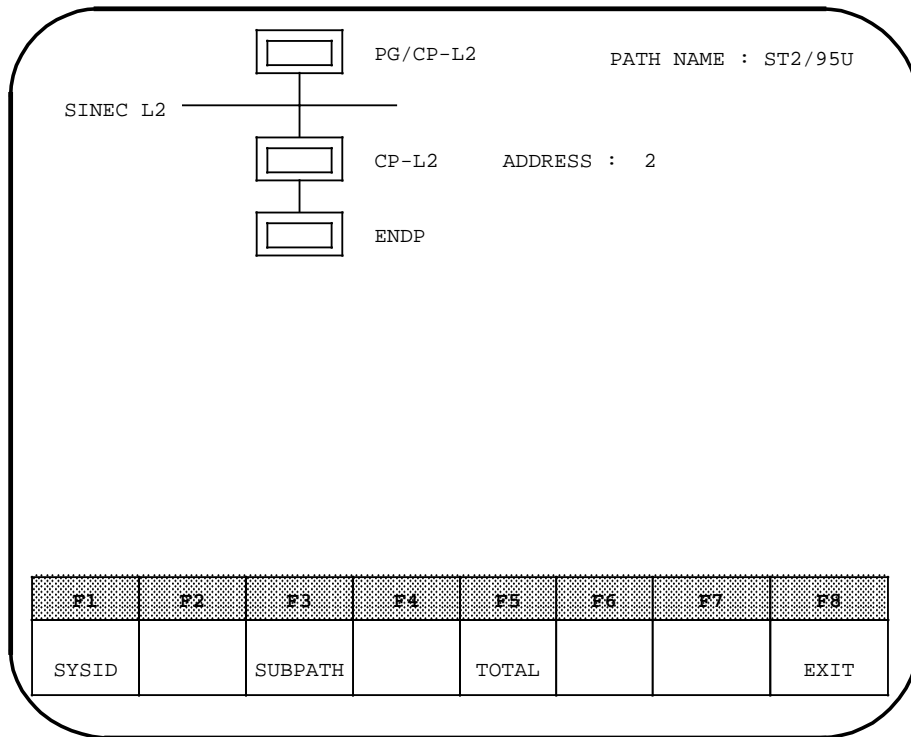 PG/CP-L2 PATH NAME : ST2/95U
SINEC L2
CP-L2 ADDRESS : 2
ENDP
F1 F2 F3 F4 F5 F6 F7 F8
SYSID SUBPATH TOTAL EXIT